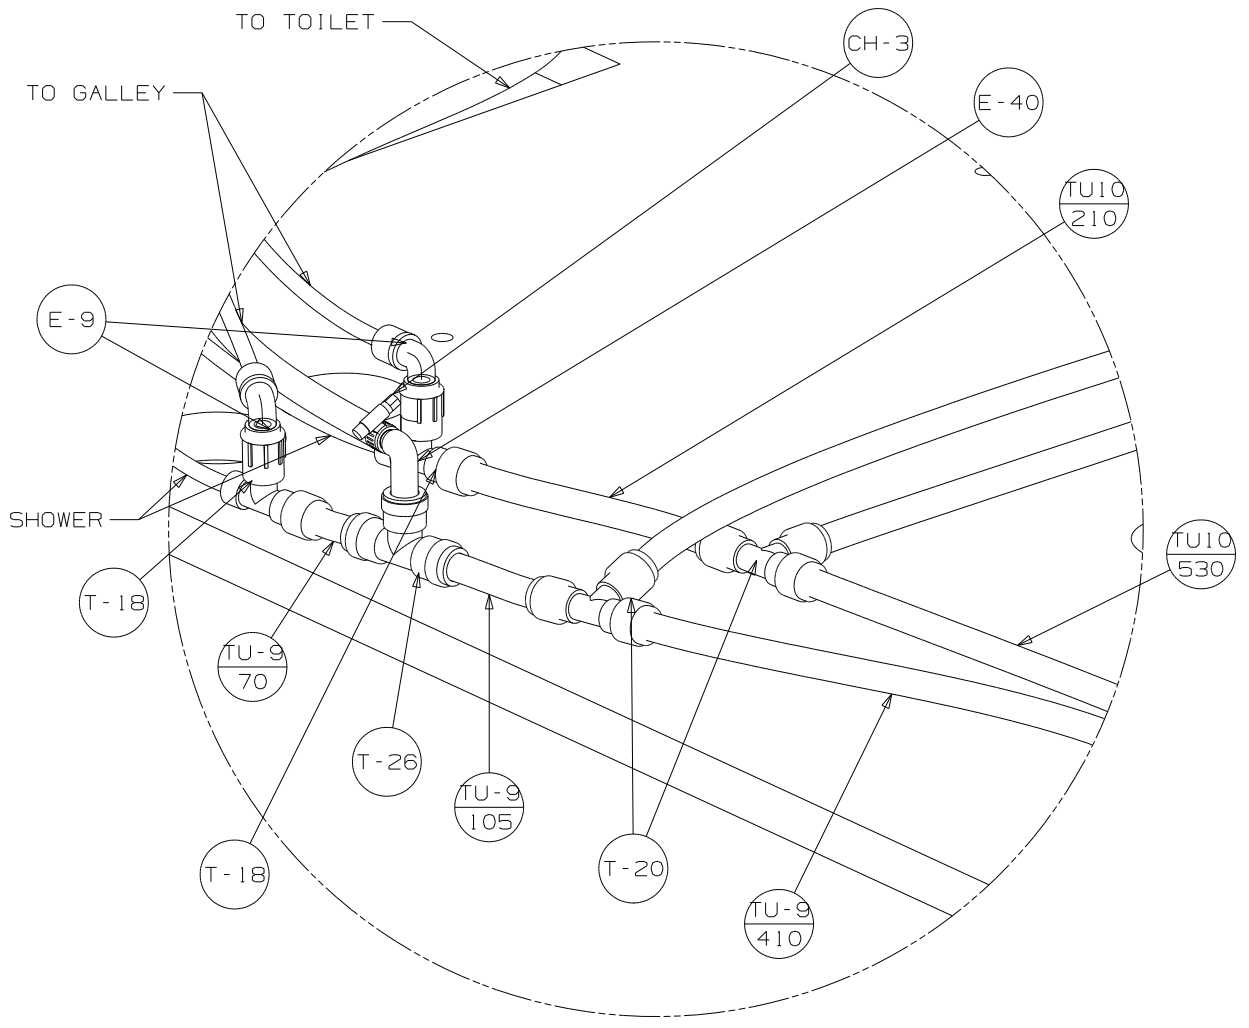 TO TOILET
CH-3
TO GALLEY
E-40
TU10
210
E-9
SHOWER
TU10
530
T-18
TU-9
70
T-26
TU-9
105
T-18
T-20
TU-9
410